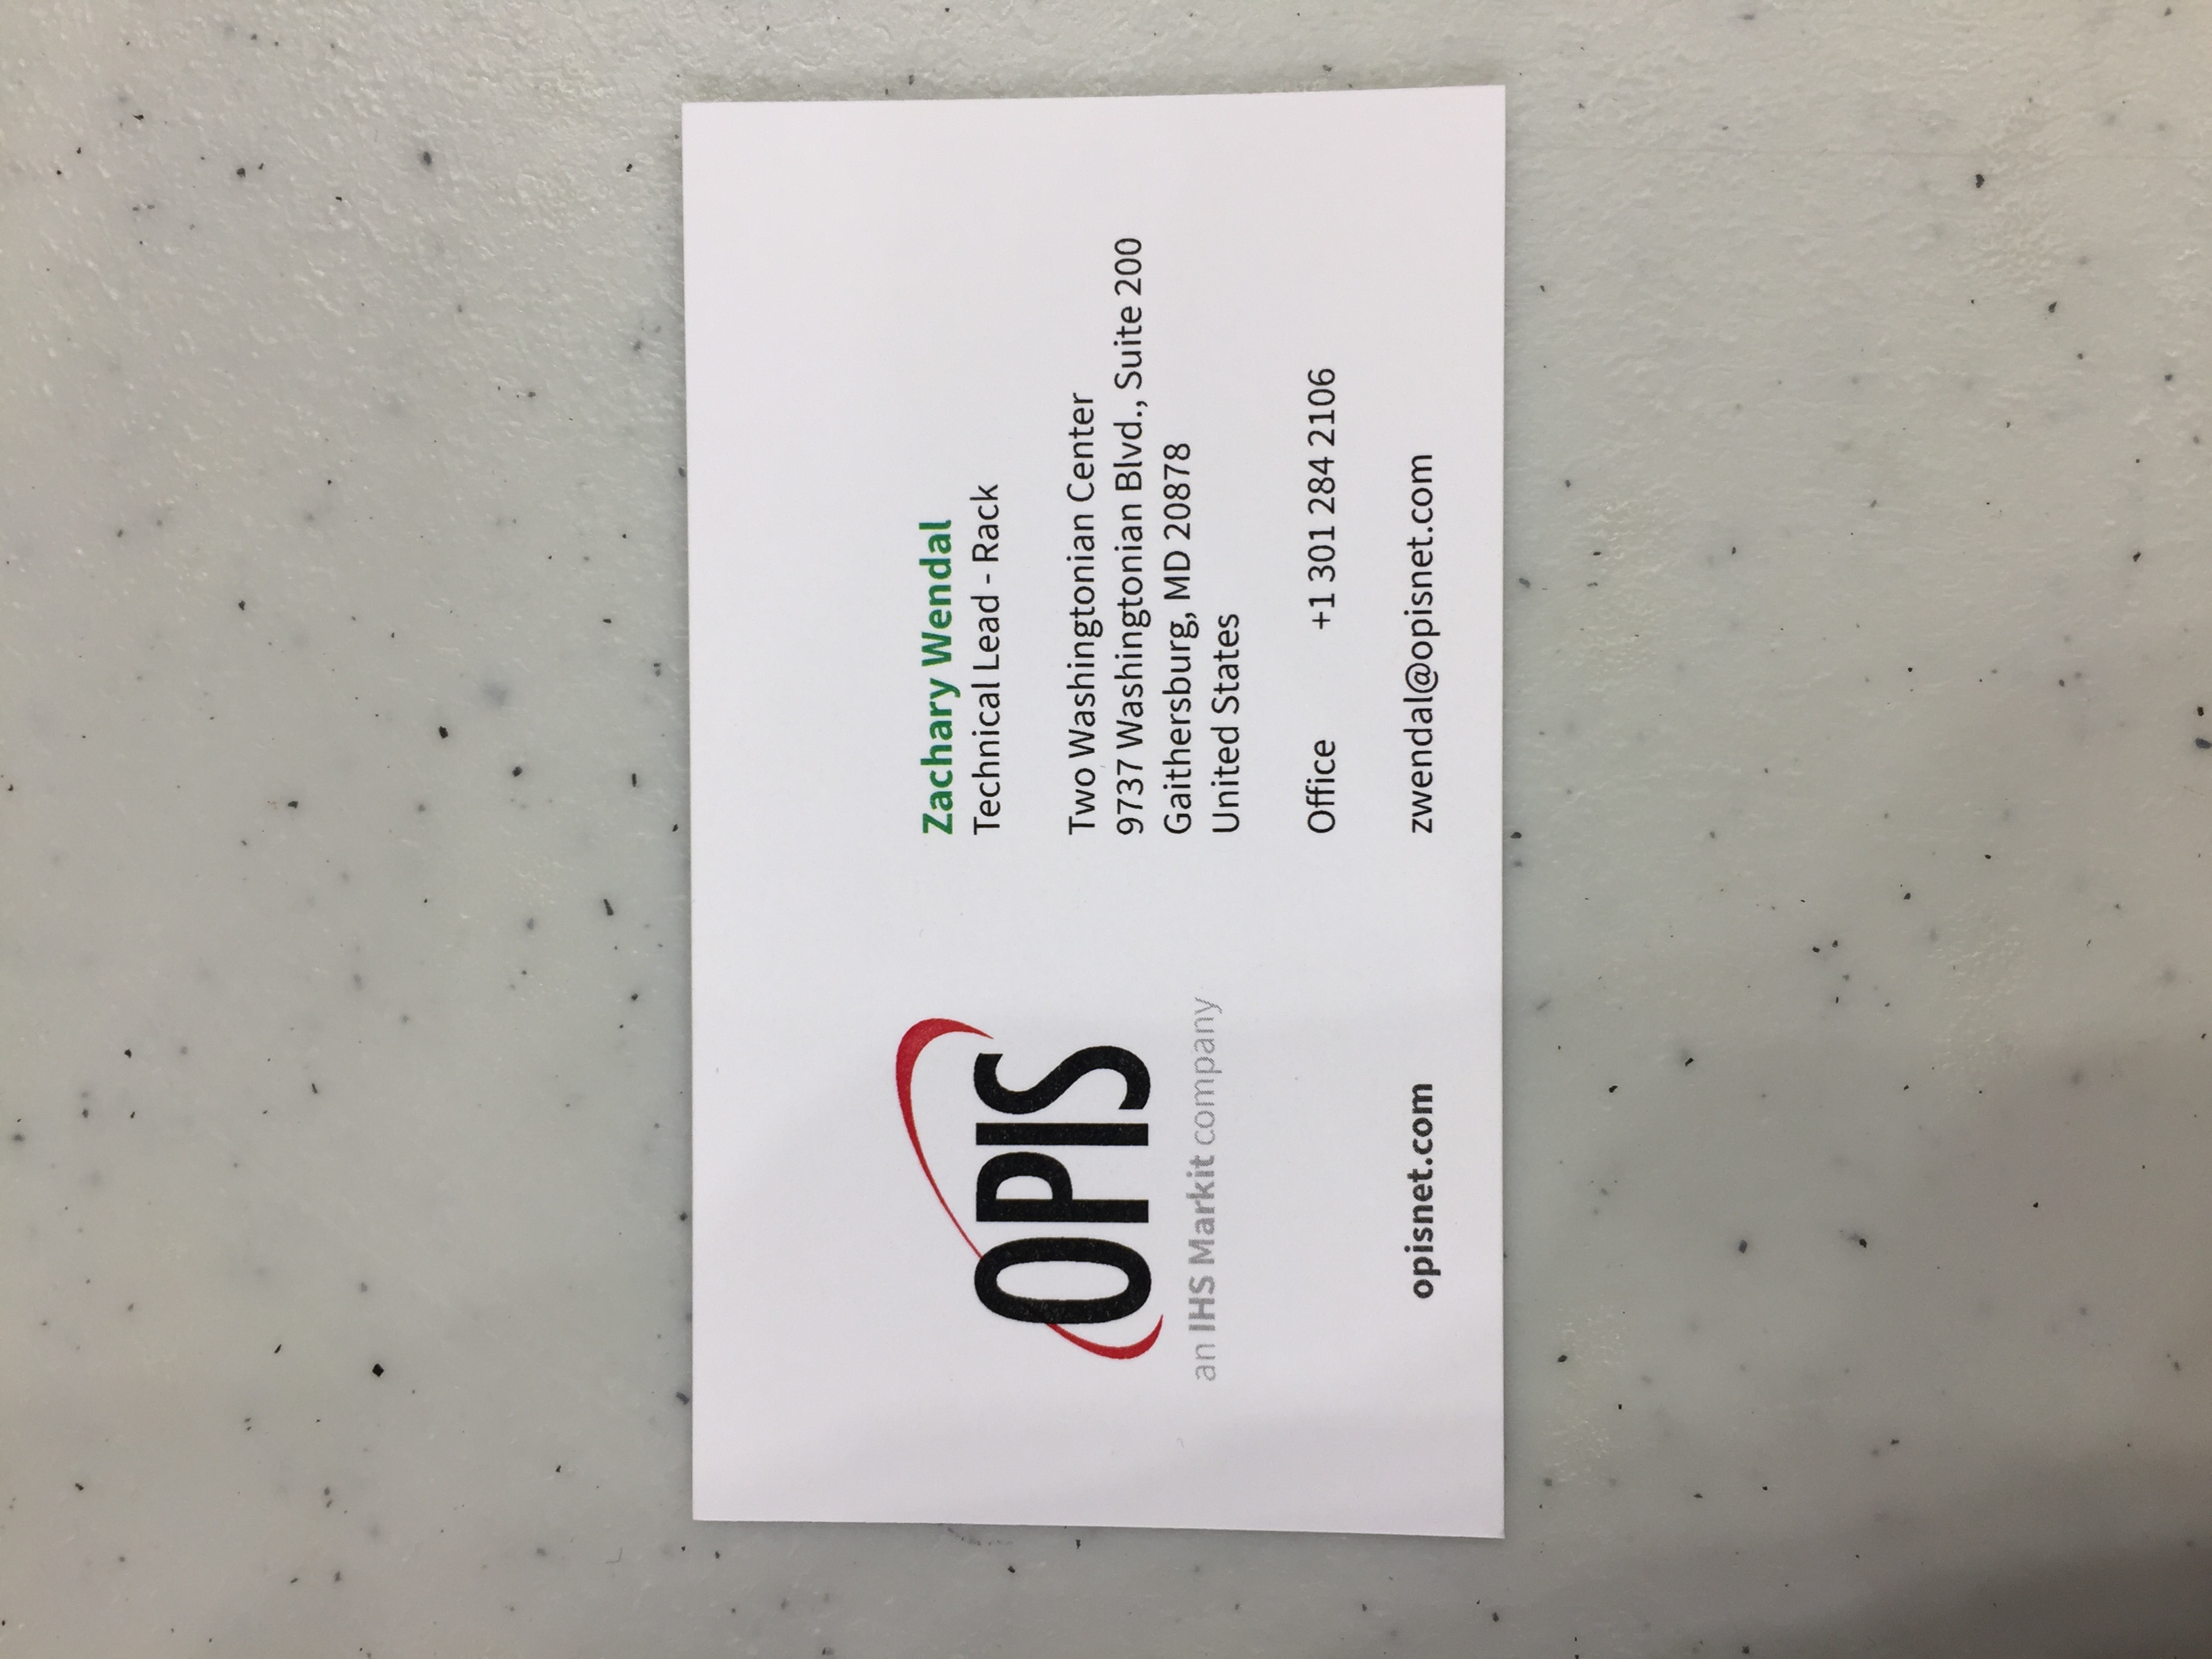 OPIS
an IHS Markit company
opisnet.com
Zachary Wendal
Technical Lead - Rack
Two Washingtonian Center
9737 Washingtonian Blvd., Suite 200
Gaithersburg, MD 20878
United States
Office +1 301 284 2106
zwendal@opisnet.com